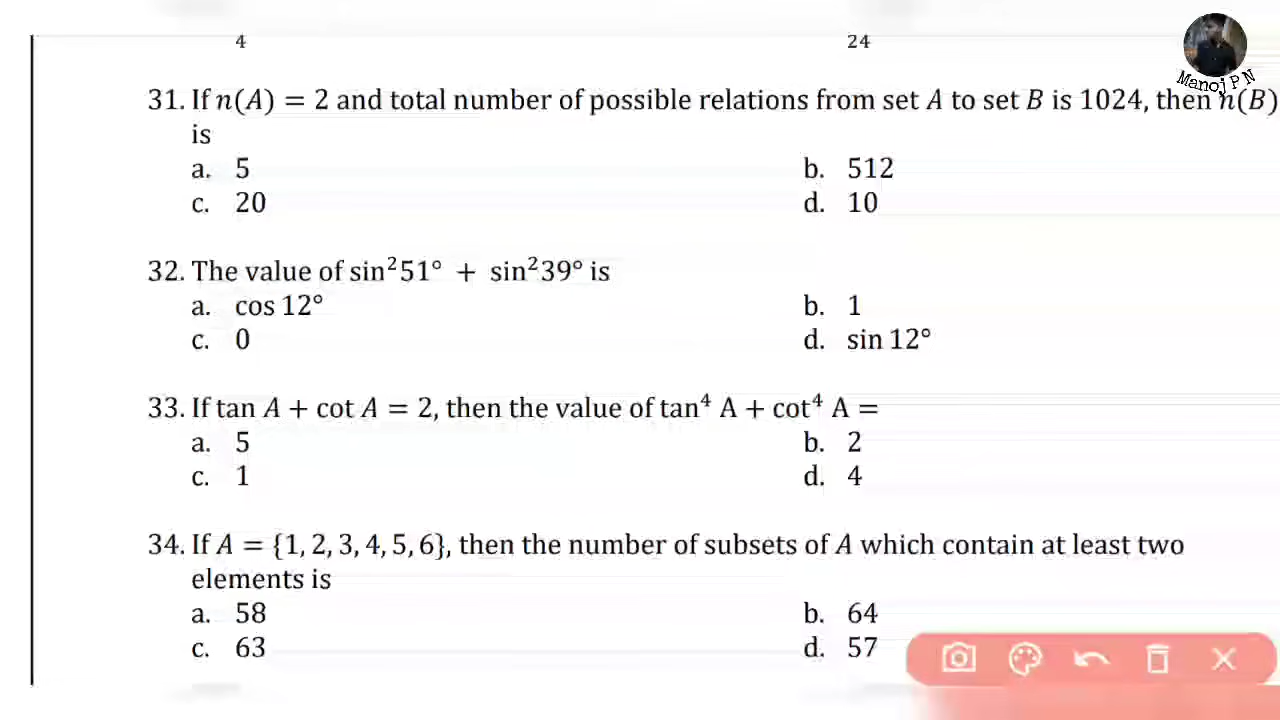 4 24
31. If n(A) = 2 and total number of possible relations from set A to set B is 1024, then n(B)
is
a. 5 b. 512
c. 20 d. 10
32. The value of sin²51° + sin²39° is
a. cos 12° b. 1
c. 0 d. sin 12°
33. If tan A + cot A = 2, then the value of tan⁴ A + cot⁴ A =
a. 5 b. 2
c. 1 d. 4
34. If A = {1, 2, 3, 4, 5, 6}, then the number of subsets of A which contain at least two
elements is
a. 58 b. 64
c. 63 d. 57
Manoj P N